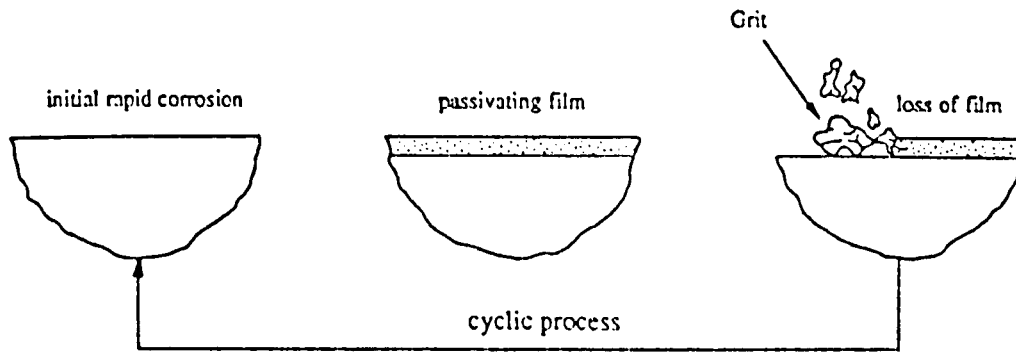 Grit
initial rapid corrosion
passivating film
loss of film
cyclic process